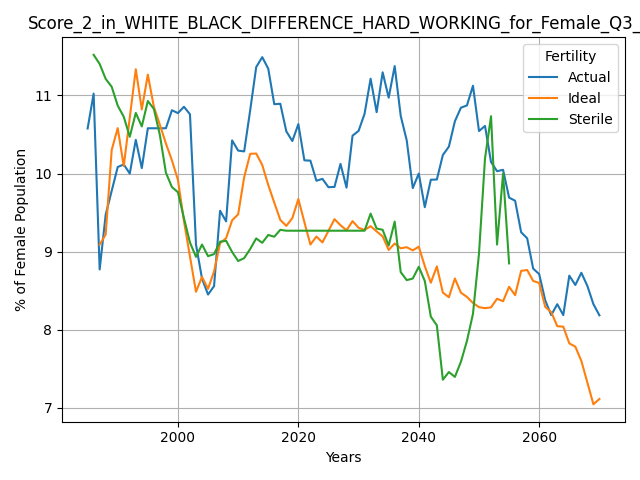 Score_2_in_WHITE_BLACK_DIFFERENCE_HARD_WORKING_for_Female_Q3_
Fertility
Actual
Ideal
Sterile
% of Female Population
11
10
9
8
7
2000 2020 2040 2060
Years